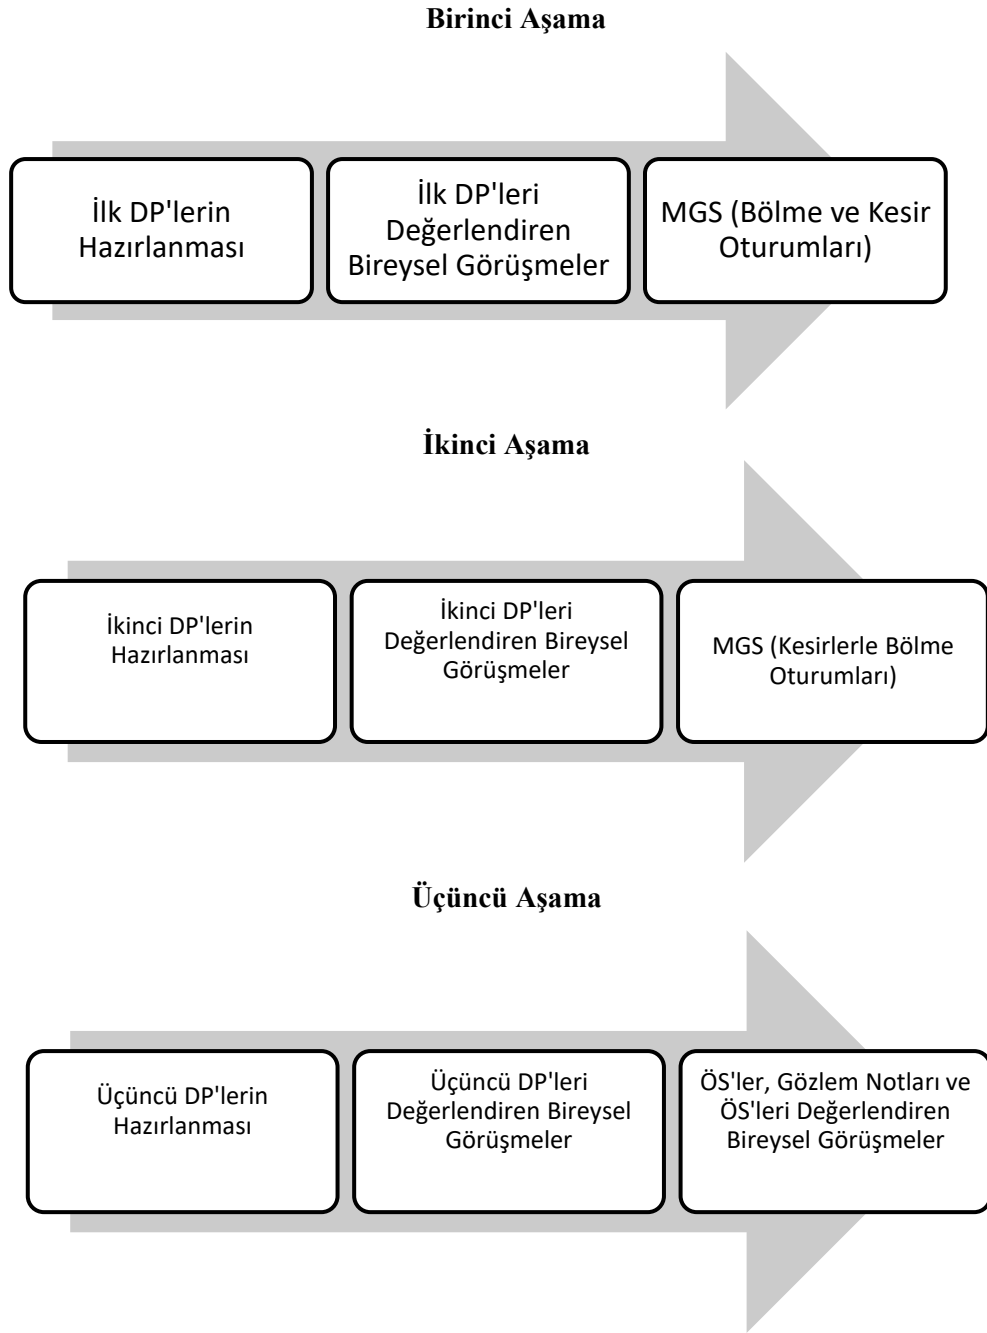 Birinci Aşama
İlk DP'lerin
Hazırlanması
İlk DP'leri
Değerlendiren
Bireysel Görüşmeler
MGS (Bölme ve Kesir
Oturumları)
İkinci Aşama
İkinci DP'lerin
Hazırlanması
İkinci DP'leri
Değerlendiren Bireysel
Görüşmeler
MGS (Kesirlerle Bölme
Oturumları)
Üçüncü Aşama
Üçüncü DP'lerin
Hazırlanması
Üçüncü DP'leri
Değerlendiren Bireysel
Görüşmeler
ÖS'ler, Gözlem Notları ve
ÖS'leri Değerlendiren
Bireysel Görüşmeler